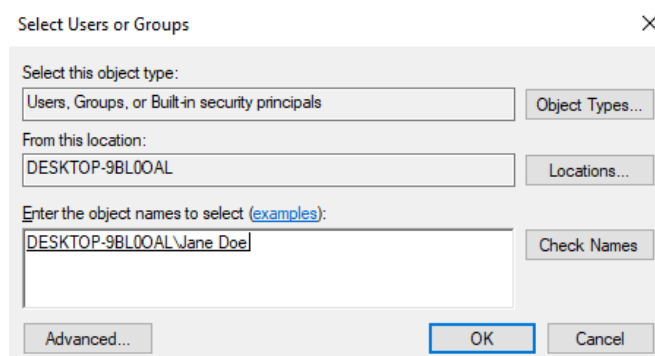 Select Users or Groups
Select this object type:
Users, Groups, or Built-in security principals
Object Types...
From this location:
DESKTOP-9BL0OAL
Locations...
Enter the object names to select (examples):
DESKTOP-9BL0OAL\Jane Doe
Check Names
Advanced...
OK
Cancel